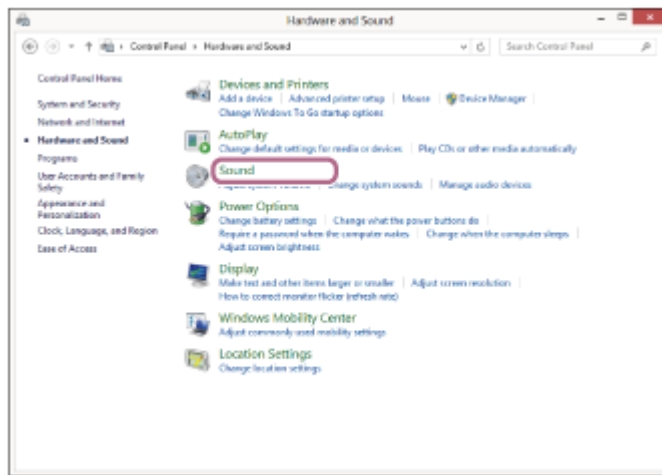 Hardware and Sound
Control Panel
Hardware and Sound
Search Control Panel
Control Panel Home
System and Security
Network and Internet
Hardware and Sound
Programs
User Accounts and Family
Safety
Appearance and
Personalization
Clock, Language, and Region
Ease of Access
Devices and Printers
Add a device | Advanced printer setup | Mouse | Device Manager
Change Windows To Go startup options
AutoPlay
Change default settings for media or devices | Play CDs or other media automatically
Sound
Change system sounds | Manage audio devices
Power Options
Change battery settings | Change what the power buttons do
Require a password when the computer wakes | Change when the computer sleeps
Adjust screen brightness
Display
Make text and other items larger or smaller | Adjust screen resolution
How to correct monitor flicker (refresh rate)
Windows Mobility Center
Adjust commonly used mobility settings
Location Settings
Change location settings